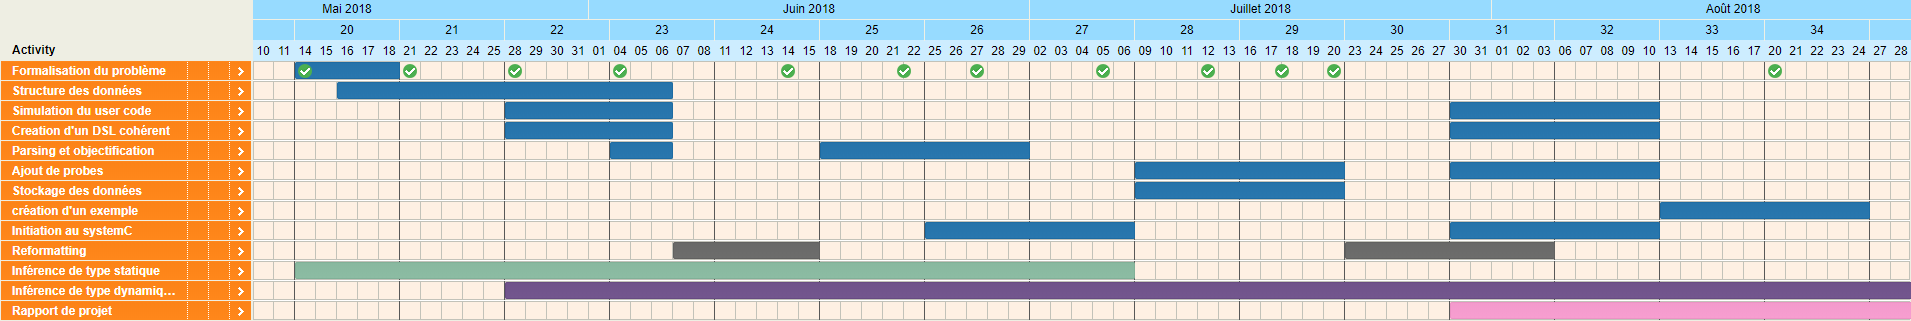 Mai 2018 Juin 2018 Juillet 2018 Août 2018
20 21 22 23 24 25 26 27 28 29 30 31 32 33 34
Activity 10 11 14 15 16 17 18 21 22 23 24 25 28 29 30 31 01 04 05 06 07 08 11 12 13 14 15 18 19 20 21 22 25 26 27 28 29 02 03 04 05 06 09 10 11 12 13 16 17 18 19 20 23 24 25 26 27 30 31 01 02 03 06 07 08 09 10 13 14 15 16 17 20 21 22 23 24 27 28
Formalisation du problème
Structure des données
Simulation du user code
Creation d'un DSL cohérent
Parsing et objectification
Ajout de probes
Stockage des données
création d'un exemple
Initiation au systemC
Reformatting
Inférence de type statique
Inférence de type dynamiq...
Rapport de projet